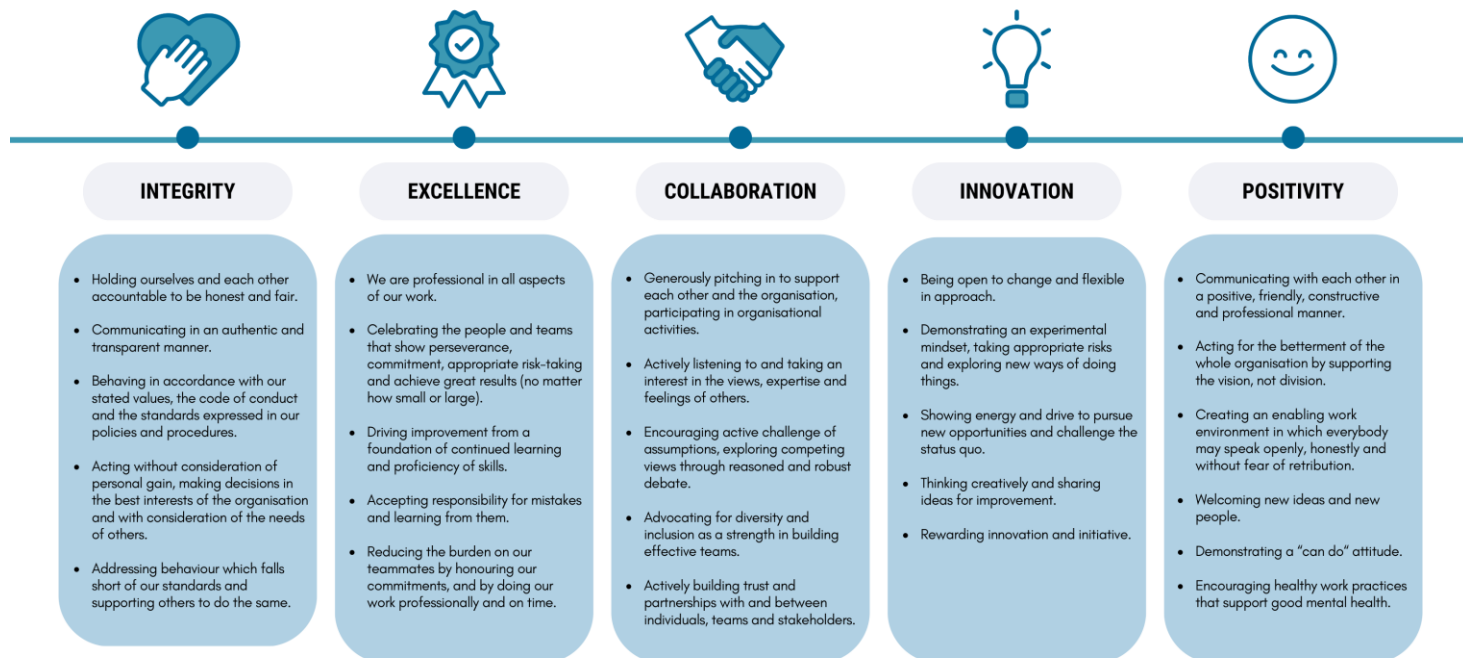 INTEGRITY
• Holding ourselves and each other
accountable to be honest and fair.
• Communicating in an authentic and
transparent manner.
• Behaving in accordance with our
stated values, the code of conduct
and the standards expressed in our
policies and procedures.
• Acting without consideration of
personal gain, making decisions in
the best interests of the organisation
and with consideration of the needs
of others.
• Addressing behaviour which falls
short of our standards and
supporting others to do the same.
EXCELLENCE
• We are professional in all aspects
of our work.
• Celebrating the people and teams
that show perseverance,
commitment, appropriate risk-taking
and achieve great results (no matter
how small or large).
• Driving improvement from a
foundation of continued learning
and proficiency of skills.
• Accepting responsibility for mistakes
and learning from them.
• Reducing the burden on our
teammates by honouring our
commitments, and by doing our
work professionally and on time.
COLLABORATION
• Generously pitching in to support
each other and the organisation,
participating in organisational
activities.
• Actively listening to and taking an
interest in the views, expertise and
feelings of others.
• Encouraging active challenge of
assumptions, exploring competing
views through reasoned and robust
debate.
• Advocating for diversity and
inclusion as a strength in building
effective teams.
• Actively building trust and
partnerships with and between
individuals, teams and stakeholders.
INNOVATION
• Being open to change and flexible
in approach.
• Demonstrating an experimental
mindset, taking appropriate risks
and exploring new ways of doing
things.
• Showing energy and drive to pursue
new opportunities and challenge the
status quo.
• Thinking creatively and sharing
ideas for improvement.
• Rewarding innovation and initiative.
POSITIVITY
• Communicating with each other in
a positive, friendly, constructive
and professional manner.
• Acting for the betterment of the
whole organisation by supporting
the vision, not division.
• Creating an enabling work
environment in which everybody
may speak openly, honestly and
without fear of retribution.
• Welcoming new ideas and new
people.
• Demonstrating a “can do“ attitude.
• Encouraging healthy work practices
that support good mental health.